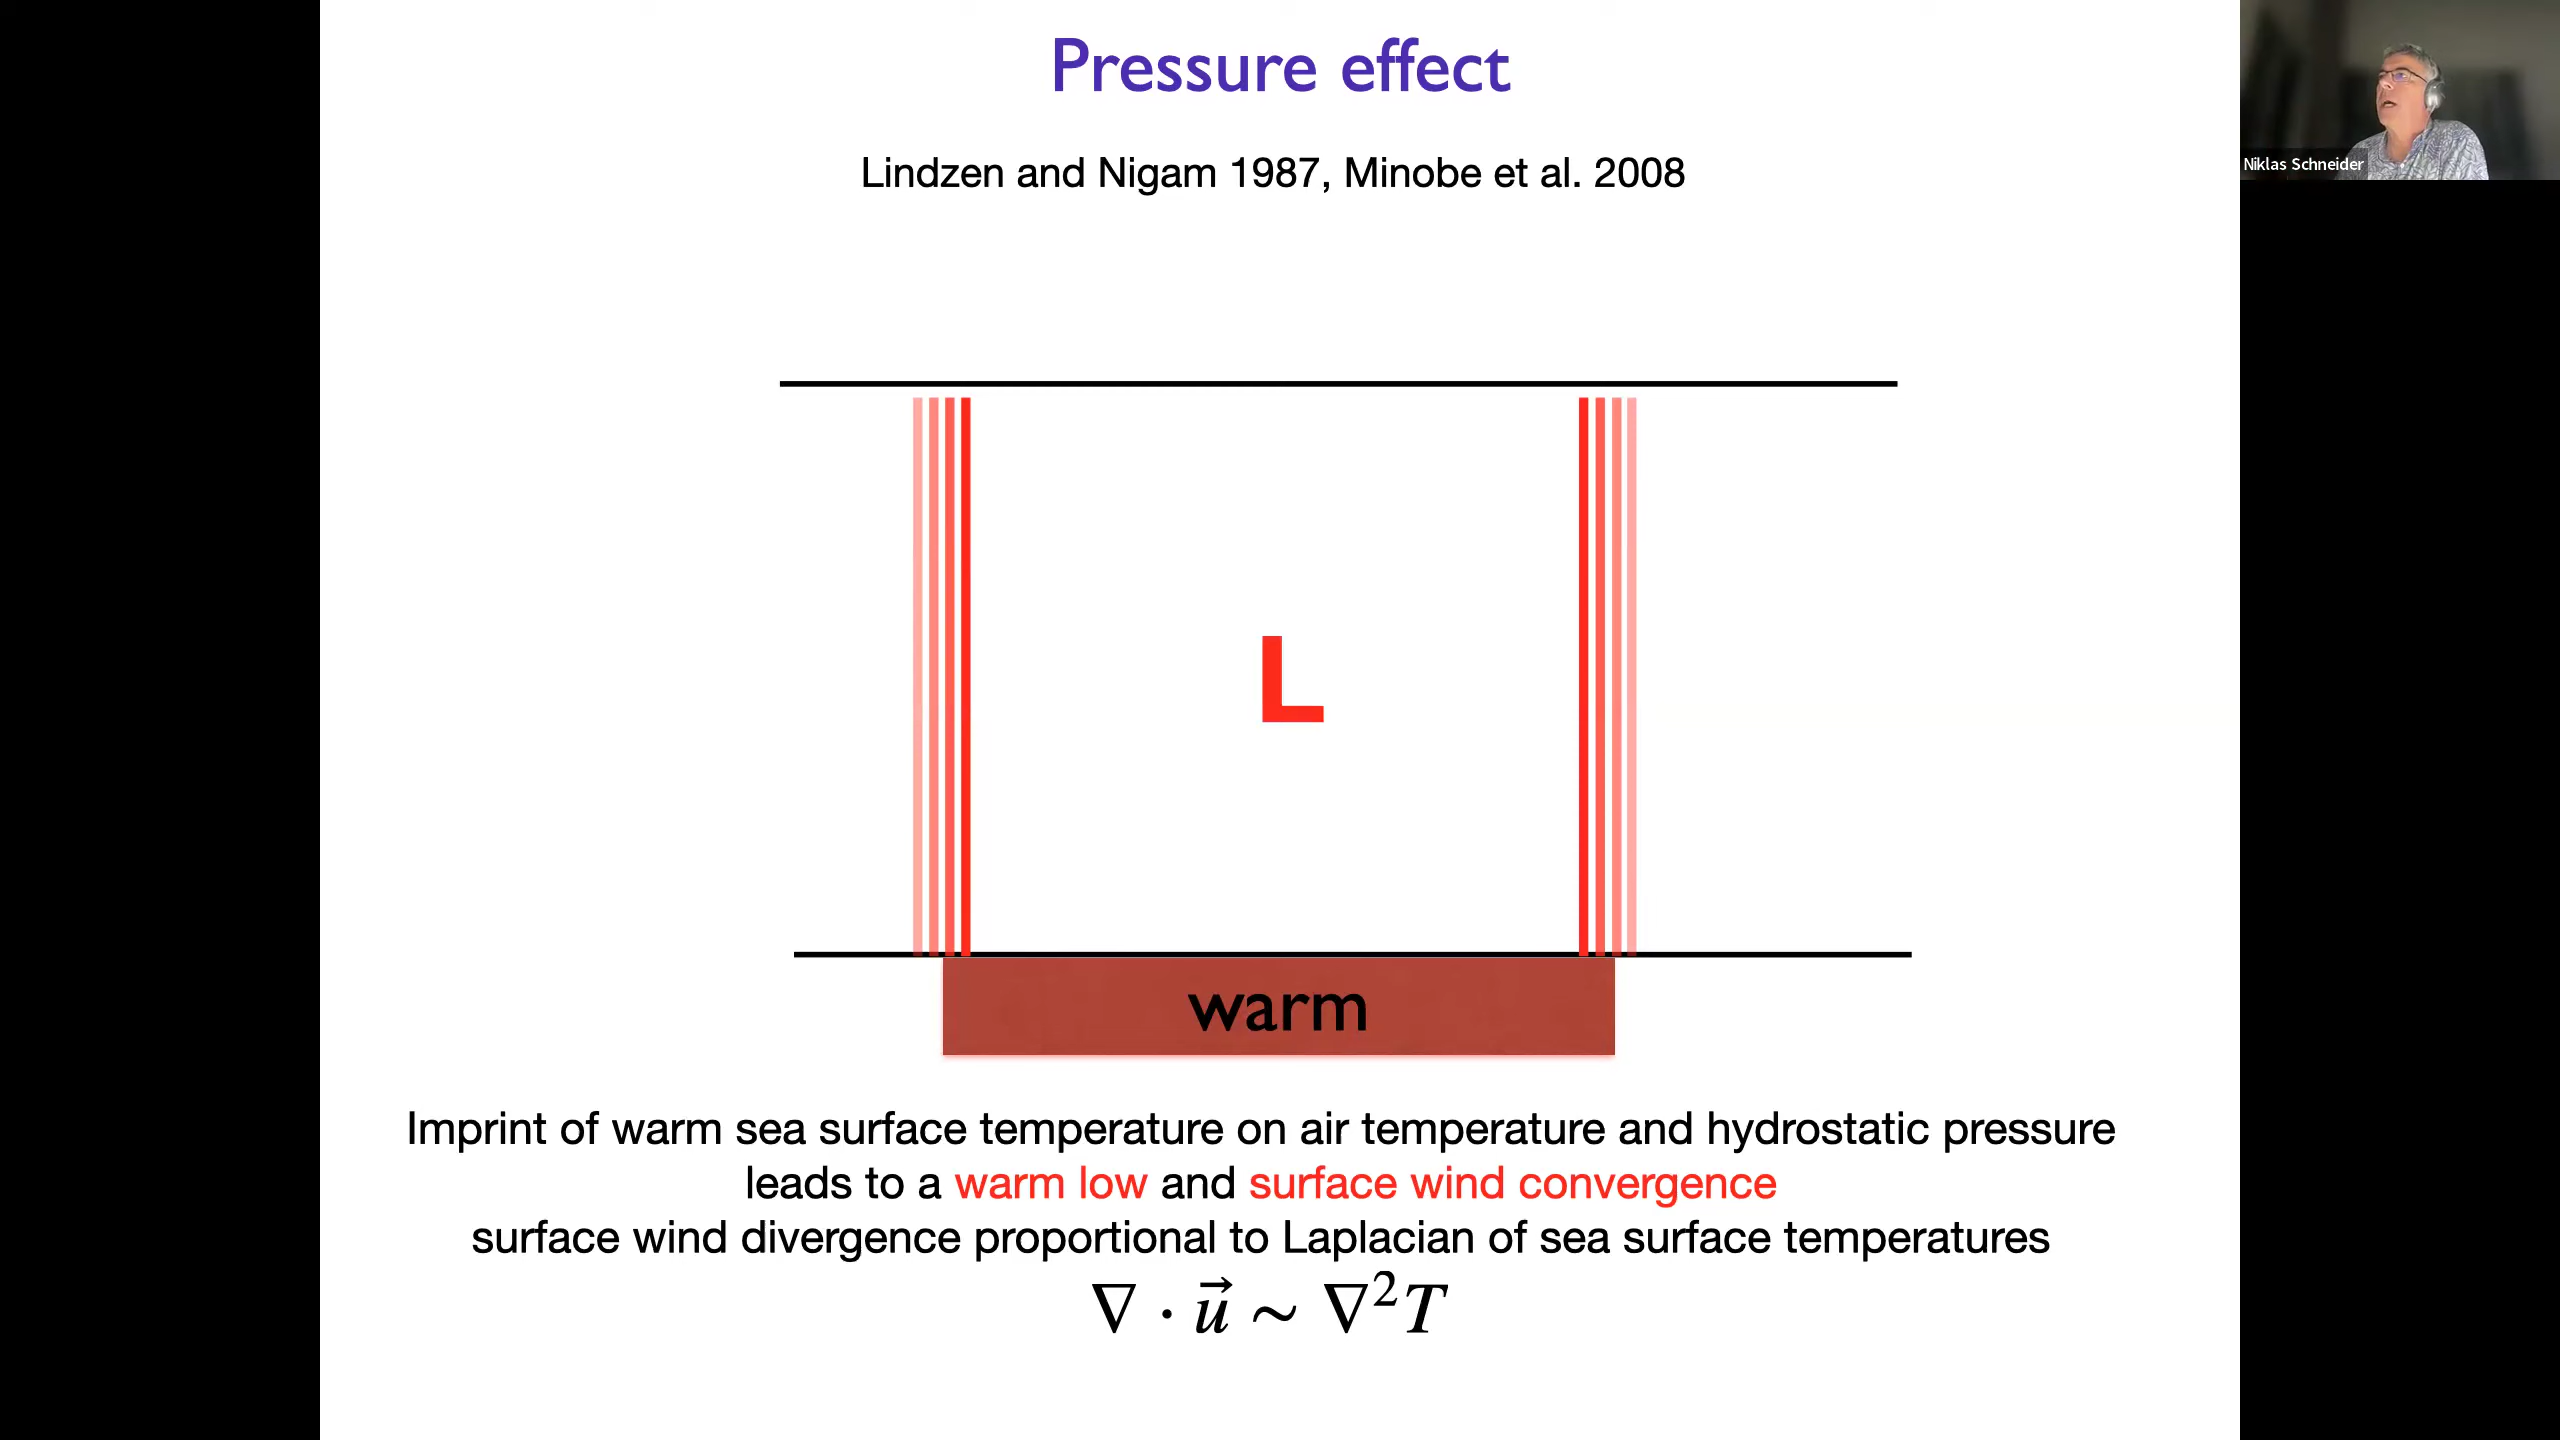 Pressure effect
Lindzen and Nigam 1987, Minobe et al. 2008
Niklas Schneider
L
warm
Imprint of warm sea surface temperature on air temperature and hydrostatic pressure
leads to a warm low and surface wind convergence
surface wind divergence proportional to Laplacian of sea surface temperatures
∇ · u⃗ ~ ∇²T